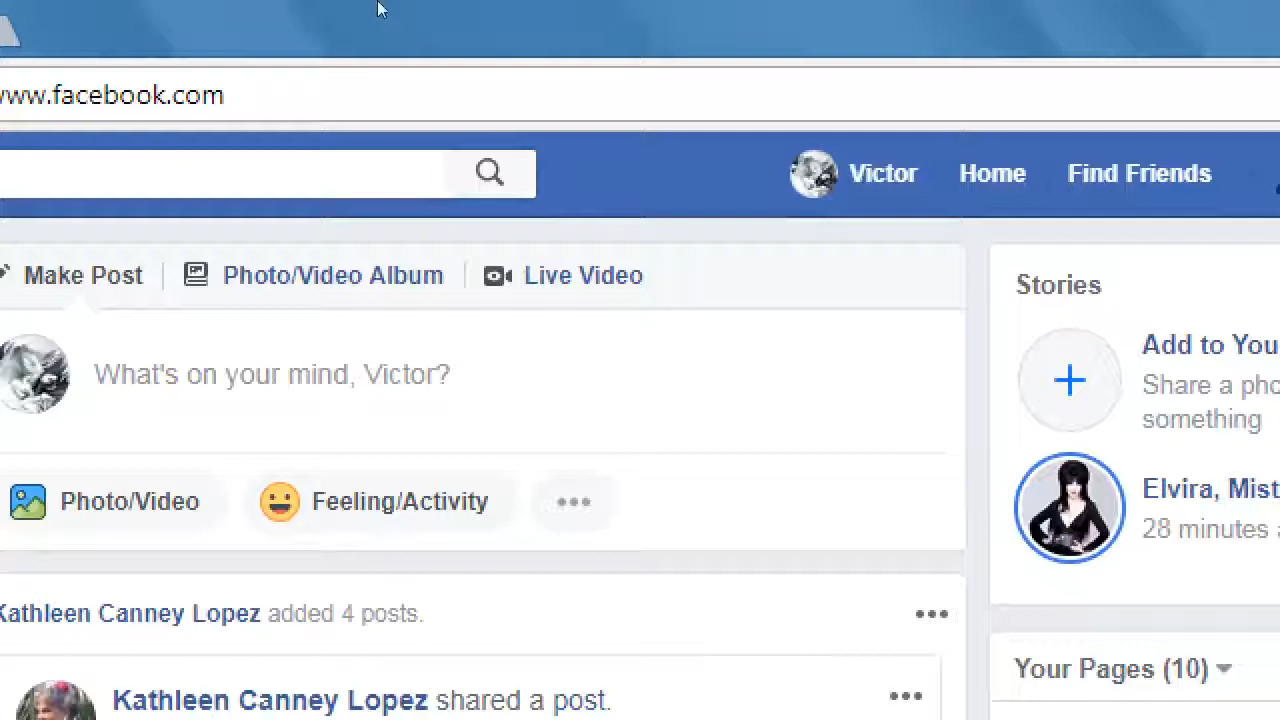 www.facebook.com
Victor Home Find Friends
Make Post Photo/Video Album Live Video
What's on your mind, Victor?
Photo/Video Feeling/Activity
Kathleen Canney Lopez added 4 posts.
Kathleen Canney Lopez shared a post.
Stories
Add to You
Share a pho
something
Elvira, Mist
28 minutes a
Your Pages (10)